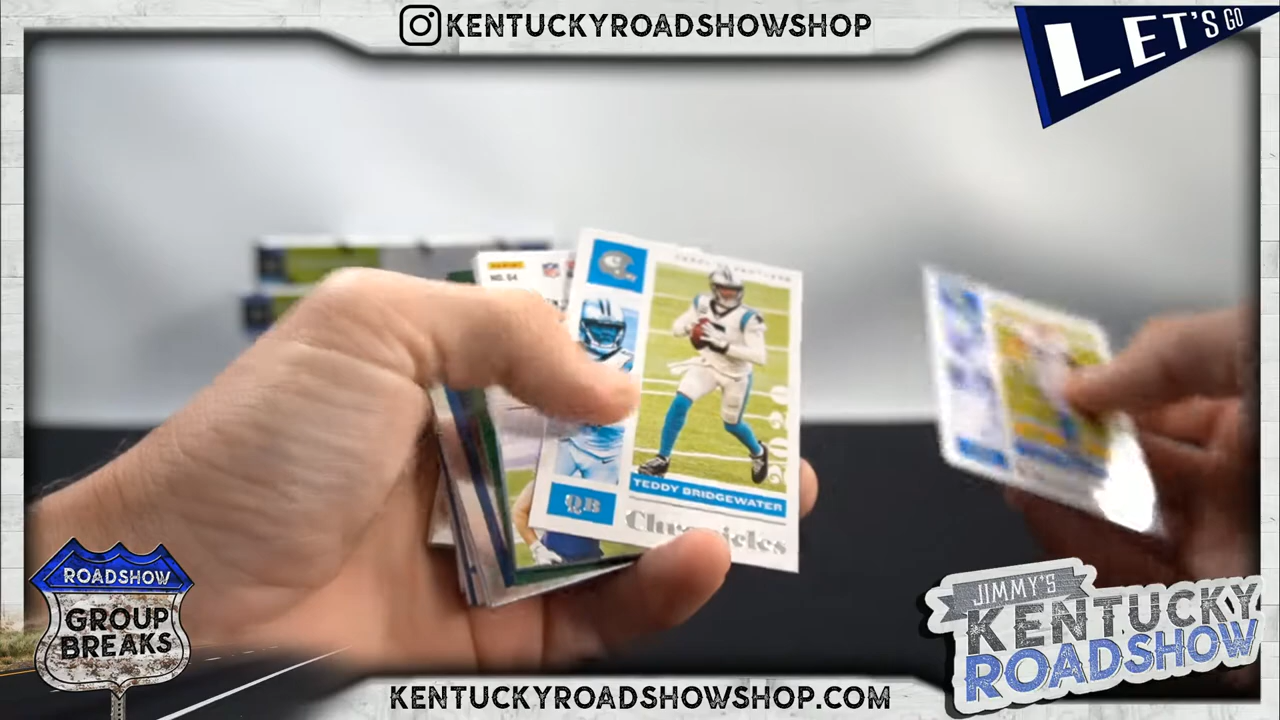 KENTUCKYROADSHOWSHOP
LET'S GO
NO. 54
2020
TEDDY BRIDGEWATER
QB
Chronicles
ROADSHOW
GROUP
BREAKS
JIMMY'S
KENTUCKY
ROADSHOW
KENTUCKYROADSHOWSHOP.COM